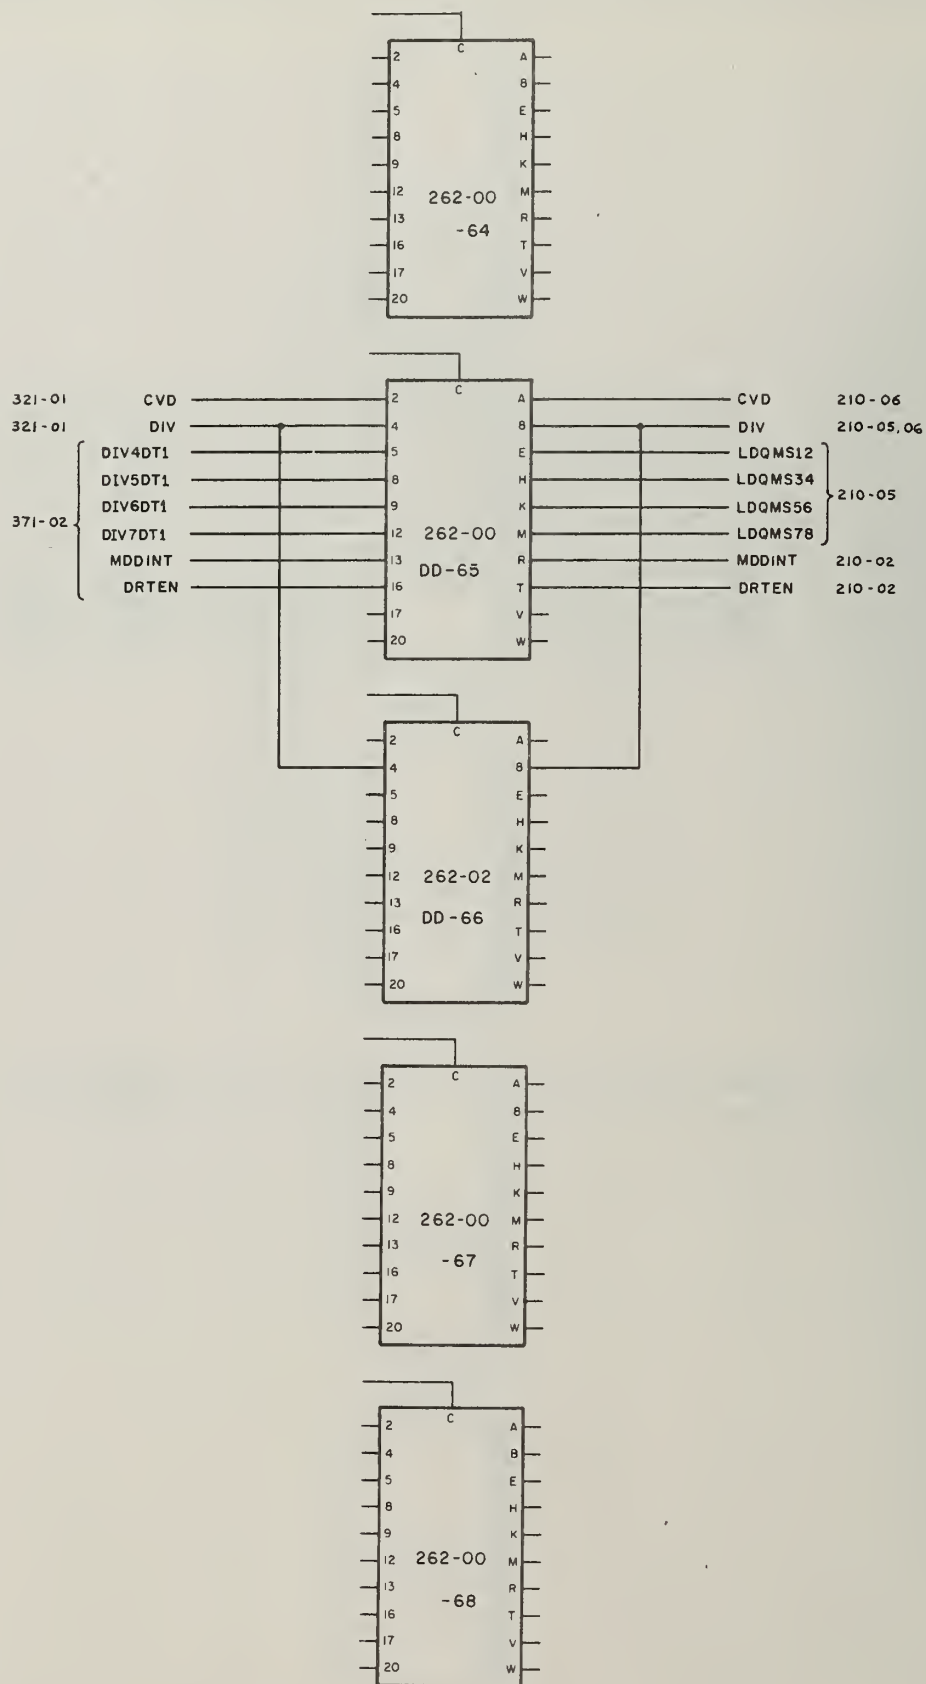 C
2 A
4 B
5 E
8 H
9 K
12 262-00 M
13 -64 R
16 T
17 V
20 W
C
321-01 CVD 2 A CVD 210-06
321-01 DIV 4 B DIV 210-05,06
DIV4DT1 5 E LDQMS12
DIV5DT1 8 H LDQMS34 210-05
371-02 DIV6DT1 9 K LDQMS56
DIV7DT1 12 262-00 M LDQMS78
MDDINT 13 DD-65 R MDDINT 210-02
DRTEN 16 T DRTEN 210-02
17 V
20 W
C
2 A
4 B
5 E
8 H
9 K
12 262-02 M
13 DD-66 R
16 T
17 V
20 W
C
2 A
4 B
5 E
8 H
9 K
12 262-00 M
13 -67 R
16 T
17 V
20 W
C
2 A
4 B
5 E
8 H
9 K
12 262-00 M
13 -68 R
16 T
17 V
20 W